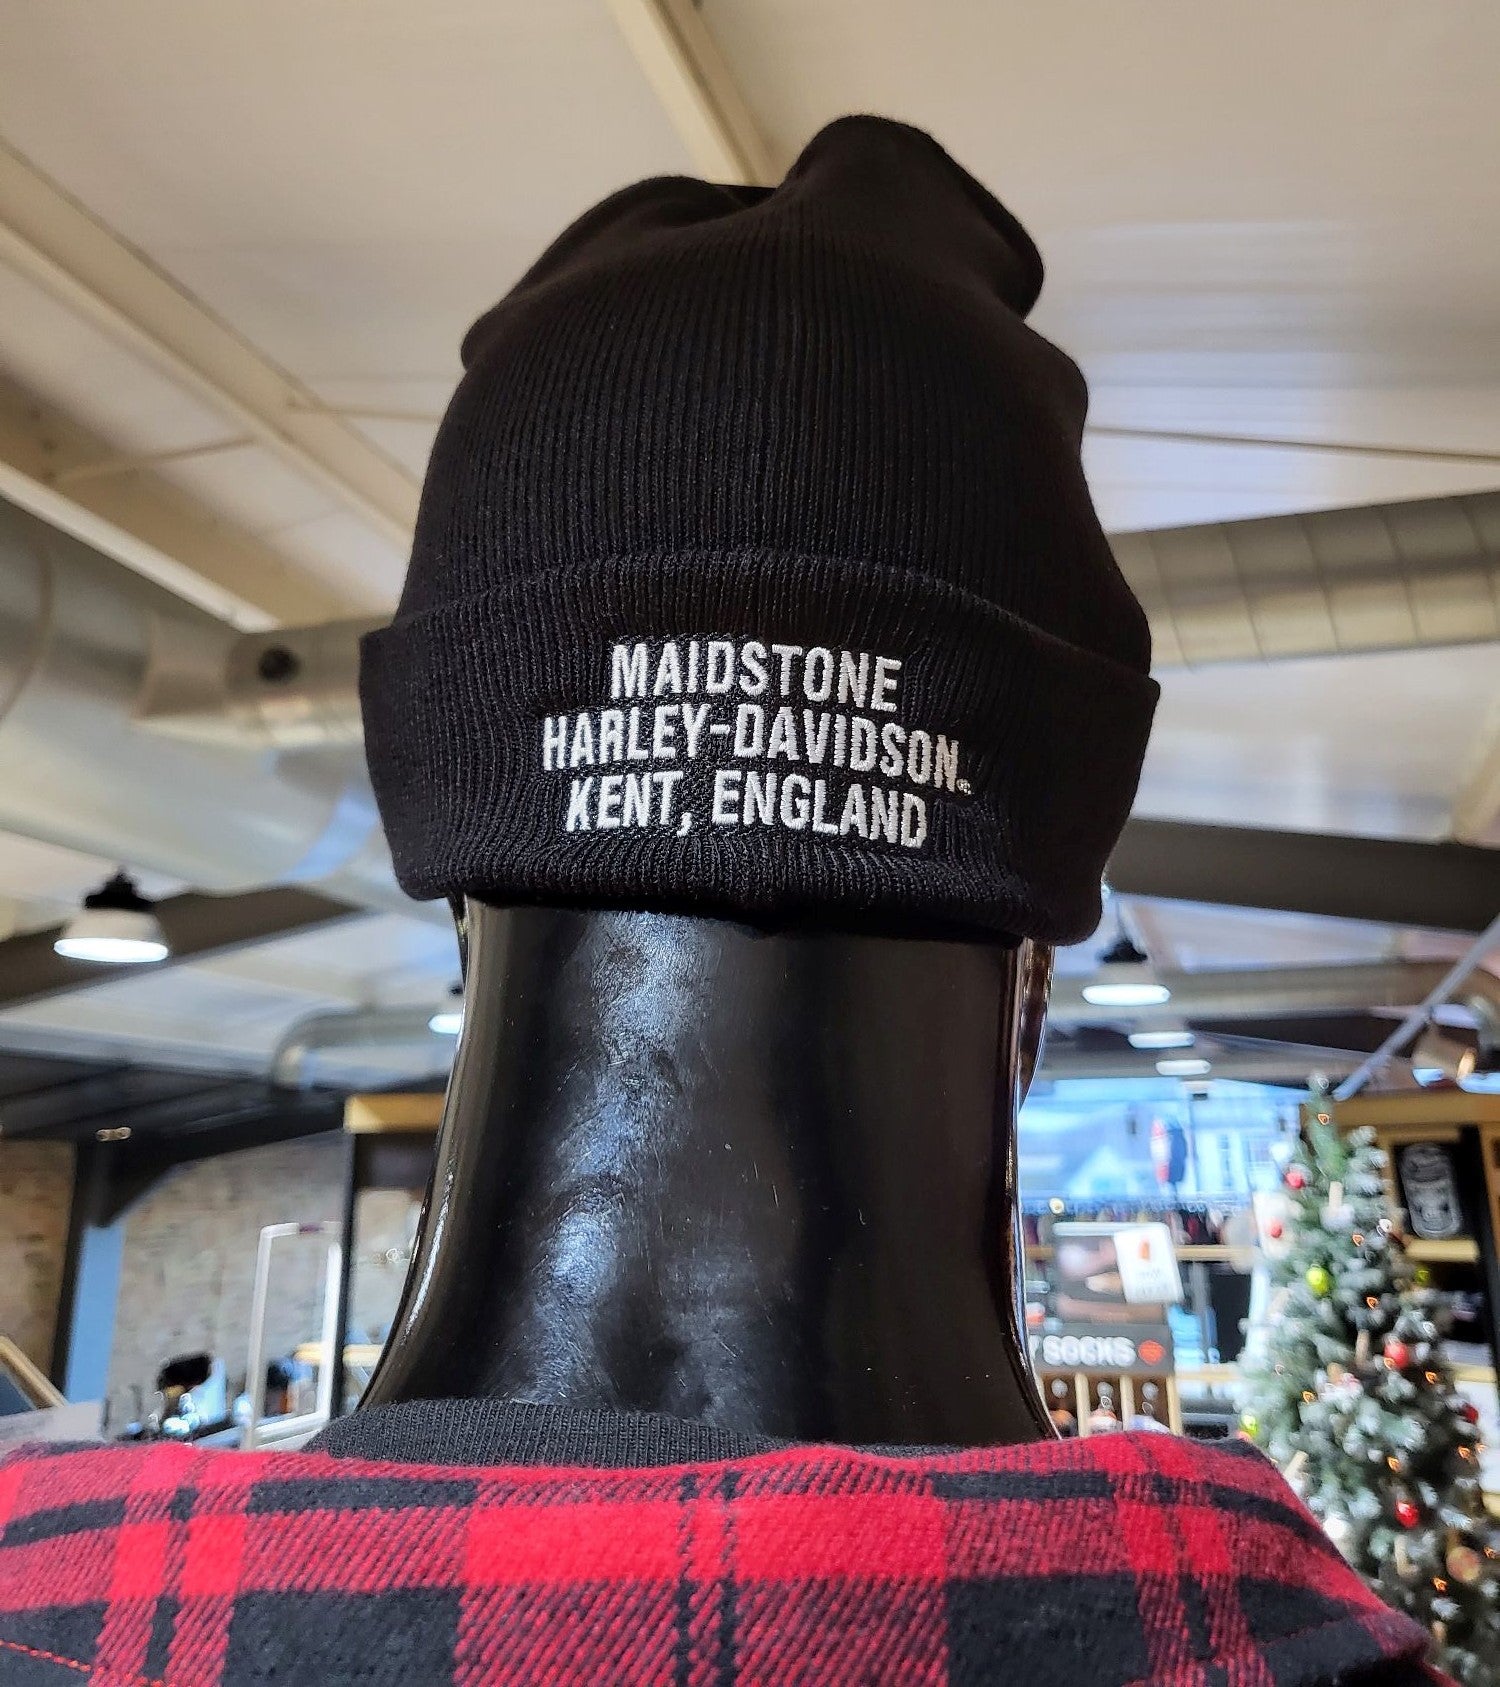 MAIDSTONE
HARLEY-DAVIDSON®
KENT, ENGLAND
SOCKS